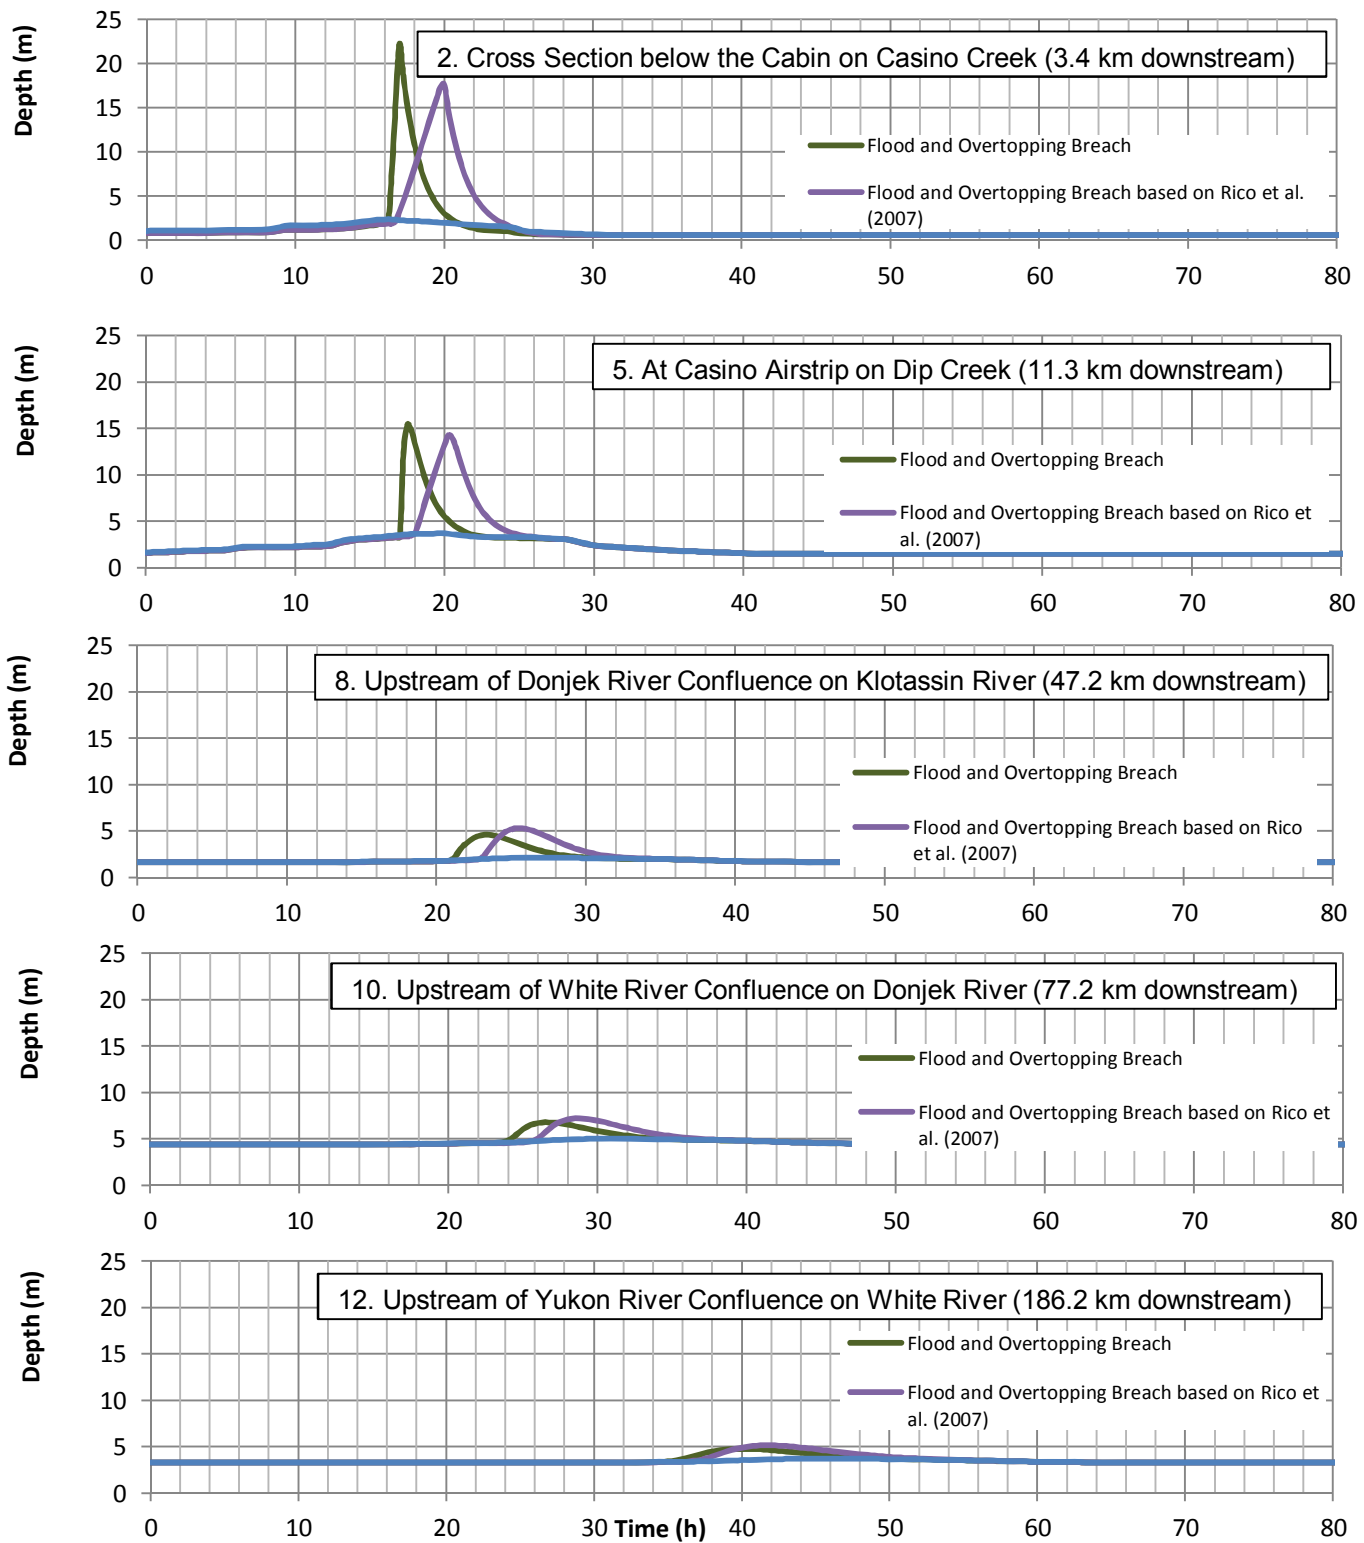 25
2. Cross Section below the Cabin on Casino Creek (3.4 km downstream)
20
15
Depth (m)
10
Flood and Overtopping Breach
5
Flood and Overtopping Breach based on Rico et al.
(2007)
0
0 10 20 30 40 50 60 70 80
25
5. At Casino Airstrip on Dip Creek (11.3 km downstream)
20
15
Depth (m)
10
Flood and Overtopping Breach
5
Flood and Overtopping Breach based on Rico et
al. (2007)
0
0 10 20 30 40 50 60 70 80
25
8. Upstream of Donjek River Confluence on Klotassin River (47.2 km downstream)
20
15
Depth (m)
10
Flood and Overtopping Breach
5
Flood and Overtopping Breach based on Rico
et al. (2007)
0
0 10 20 30 40 50 60 70 80
25
10. Upstream of White River Confluence on Donjek River (77.2 km downstream)
20
15
Depth (m)
10
Flood and Overtopping Breach
5
Flood and Overtopping Breach based on Rico et
al. (2007)
0
0 10 20 30 40 50 60 70 80
25
12. Upstream of Yukon River Confluence on White River (186.2 km downstream)
20
15
Depth (m)
10
Flood and Overtopping Breach
5
Flood and Overtopping Breach based on Rico et
al. (2007)
0
0 10 20 30 Time (h) 40 50 60 70 80